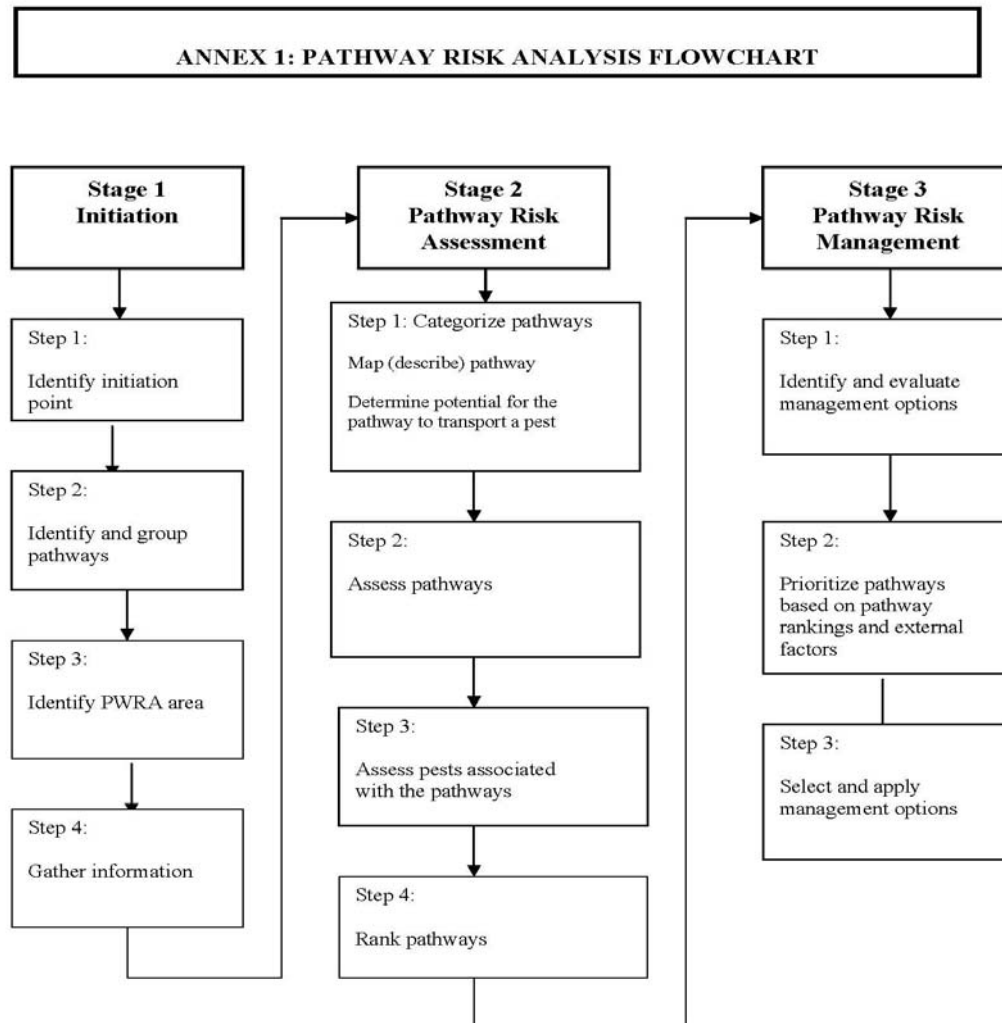 ANNEX 1: PATHWAY RISK ANALYSIS FLOWCHART
Stage 1
Initiation
Step 1:
Identify initiation
point
Step 2:
Identify and group
pathways
Step 3:
Identify PWRA area
Step 4:
Gather information
Stage 2
Pathway Risk
Assessment
Step 1: Categorize pathways
Map (describe) pathway
Determine potential for the
pathway to transport a pest
Step 2:
Assess pathways
Step 3:
Assess pests associated
with the pathways
Step 4:
Rank pathways
Stage 3
Pathway Risk
Management
Step 1:
Identify and evaluate
management options
Step 2:
Prioritize pathways
based on pathway
rankings and external
factors
Step 3:
Select and apply
management options